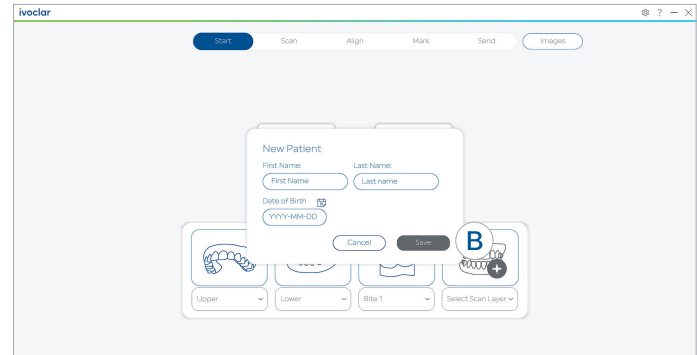 ivoclar ?
Start Scan Align Mark Send Images
New Patient
First Name: Last Name:
First Name Last name
Date of Birth
YYYY-MM-DD
Cancel Save B
Upper Lower Bite 1 Select Scan Layer